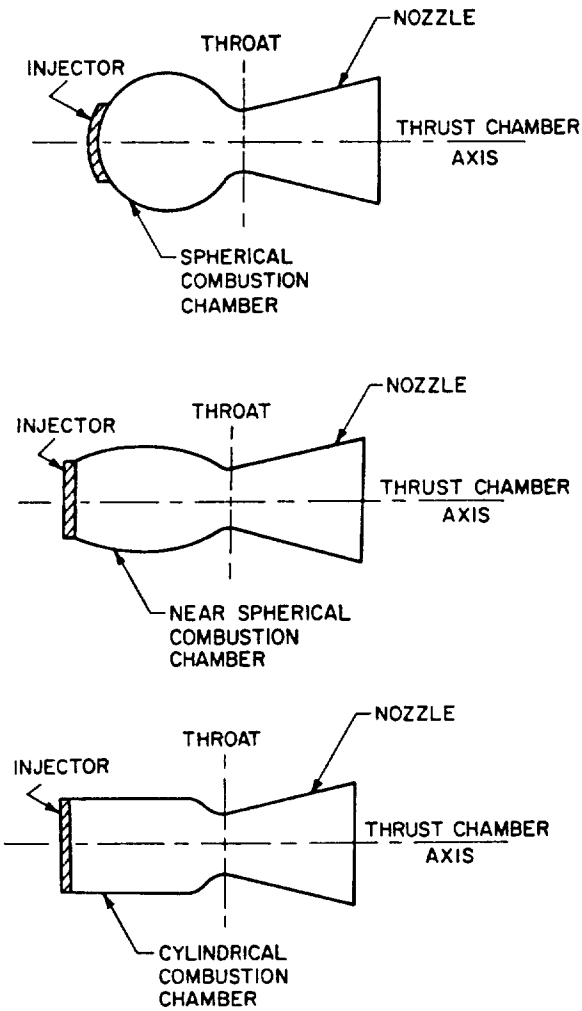 NOZZLE
THROAT
INJECTOR
THRUST CHAMBER
AXIS
SPHERICAL
COMBUSTION
CHAMBER
NOZZLE
THROAT
INJECTOR
THRUST CHAMBER
AXIS
NEAR SPHERICAL
COMBUSTION
CHAMBER
NOZZLE
THROAT
INJECTOR
THRUST CHAMBER
AXIS
CYLINDRICAL
COMBUSTION
CHAMBER